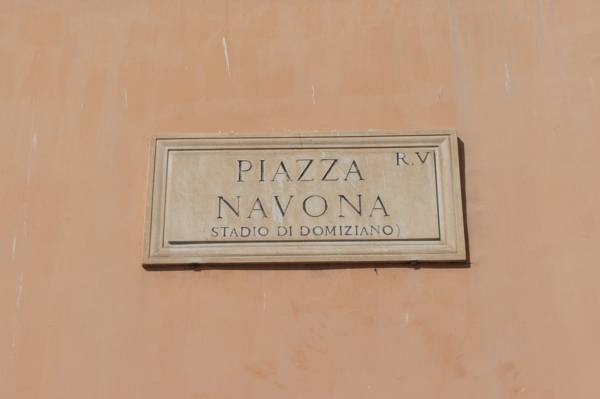 PIAZZA R.V
NAVONA
(STADIO DI DOMIZIANO)